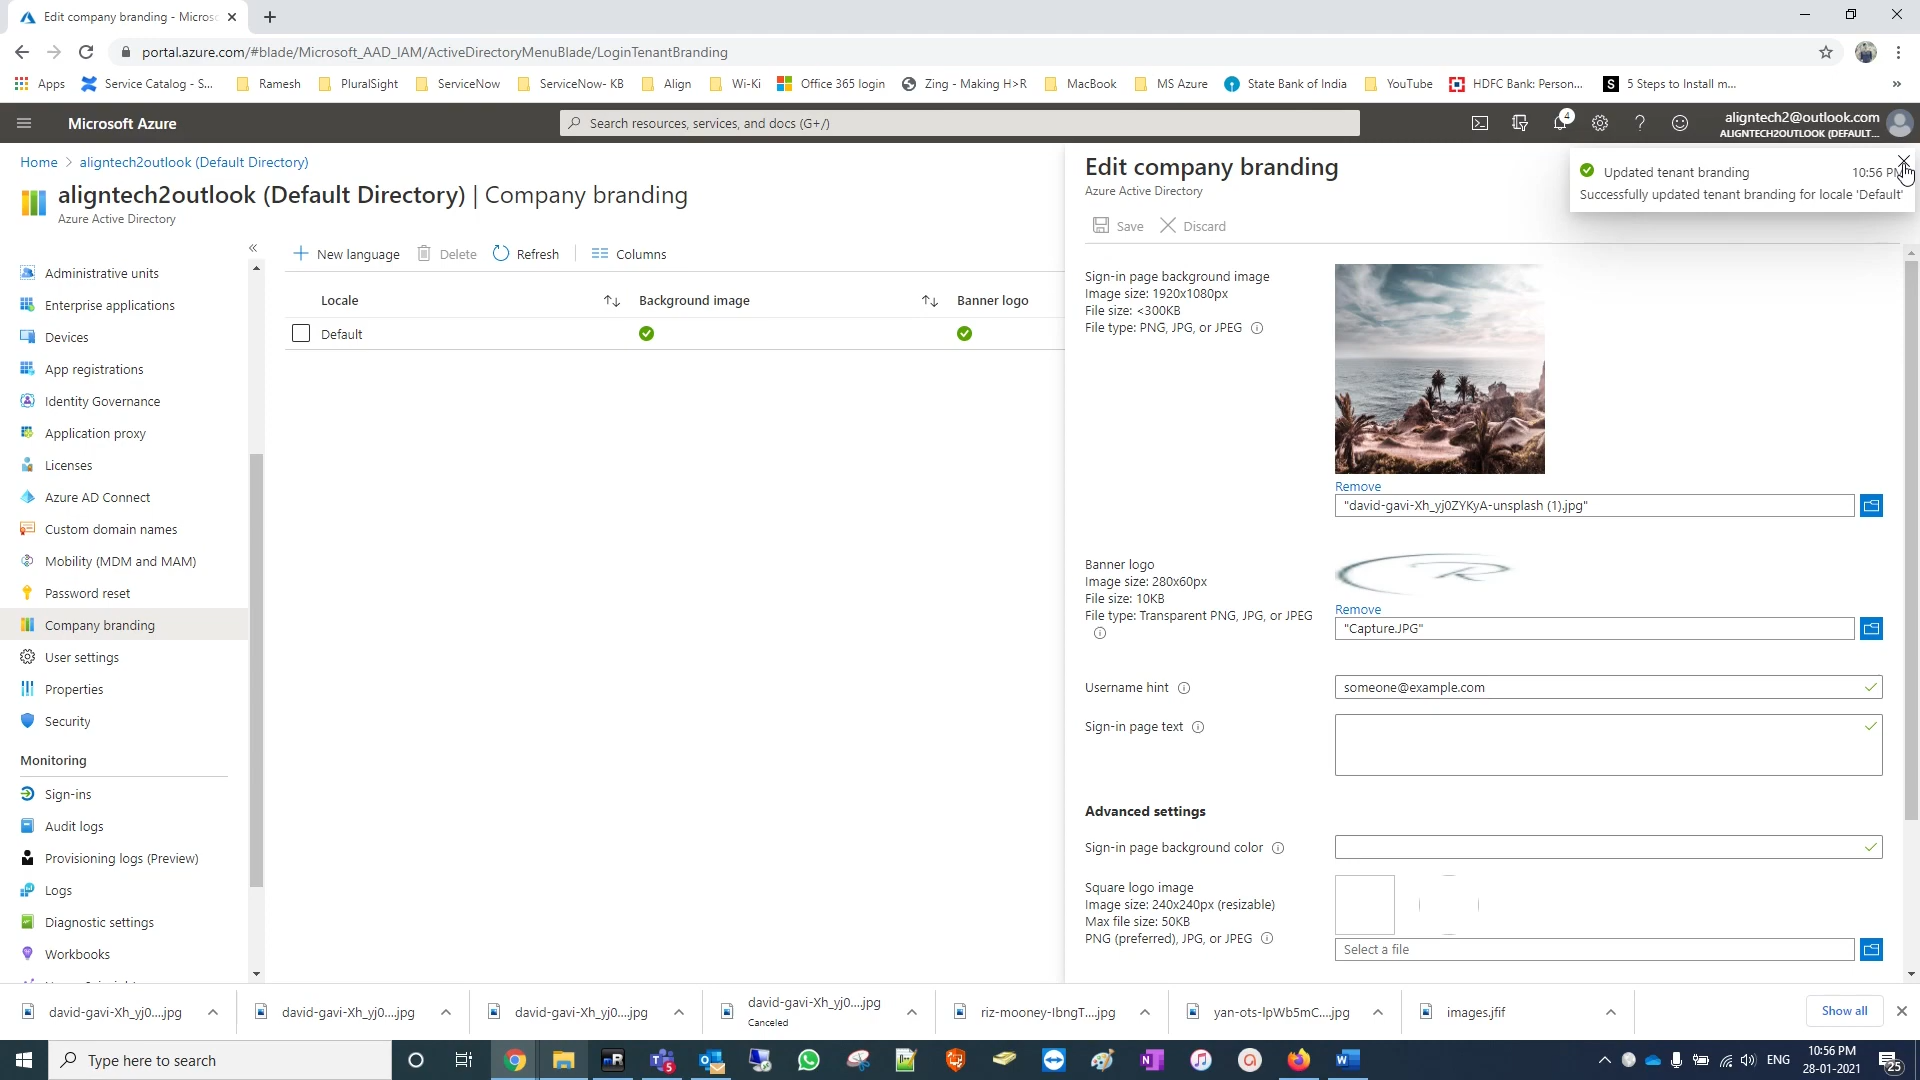 Edit company branding - Micros
portal.azure.com/#blade/Microsoft_AAD_IAM/ActiveDirectoryMenuBlade/LoginTenantBranding
Apps
Service Catalog - S...
Ramesh
PluralSight
ServiceNow
ServiceNow- KB
Align
Wi-Ki
Office 365 login
Zing - Making H>R
MacBook
MS Azure
State Bank of India
YouTube
HDFC Bank: Person...
S
5 Steps to Install m...
»
Microsoft Azure
Search resources, services, and docs (G+/)
4
aligntech2@outlook.com
ALIGNTECH2OUTLOOK (DEFAULT...
Home > aligntech2outlook (Default Directory)
aligntech2outlook (Default Directory) | Company branding
Azure Active Directory
«
Administrative units
Enterprise applications
Devices
App registrations
Identity Governance
Application proxy
Licenses
Azure AD Connect
Custom domain names
Mobility (MDM and MAM)
Password reset
Company branding
User settings
Properties
Security
Monitoring
Sign-ins
Audit logs
Provisioning logs (Preview)
Logs
Diagnostic settings
Workbooks
New language
Delete
Refresh
Columns
Locale
Background image
Banner logo
Default
Edit company branding
Azure Active Directory
Save
Discard
Updated tenant branding
10:56 PM
Successfully updated tenant branding for locale 'Default'
Sign-in page background image
Image size: 1920x1080px
File size: <300KB
File type: PNG, JPG, or JPEG
Remove
"david-gavi-Xh_yj0ZYKyA-unsplash (1).jpg"
Banner logo
Image size: 280x60px
File size: 10KB
File type: Transparent PNG, JPG, or JPEG
R
Remove
"Capture.JPG"
Username hint
someone@example.com
Sign-in page text
Advanced settings
Sign-in page background color
Square logo image
Image size: 240x240px (resizable)
Max file size: 50KB
PNG (preferred), JPG, or JPEG
Select a file
david-gavi-Xh_yj0....jpg
david-gavi-Xh_yj0....jpg
david-gavi-Xh_yj0....jpg
david-gavi-Xh_yj0....jpg
Canceled
riz-mooney-IbngT....jpg
yan-ots-lpWb5mC....jpg
images.jfif
Show all
Type here to search
ENG
10:56 PM
28-01-2021
25